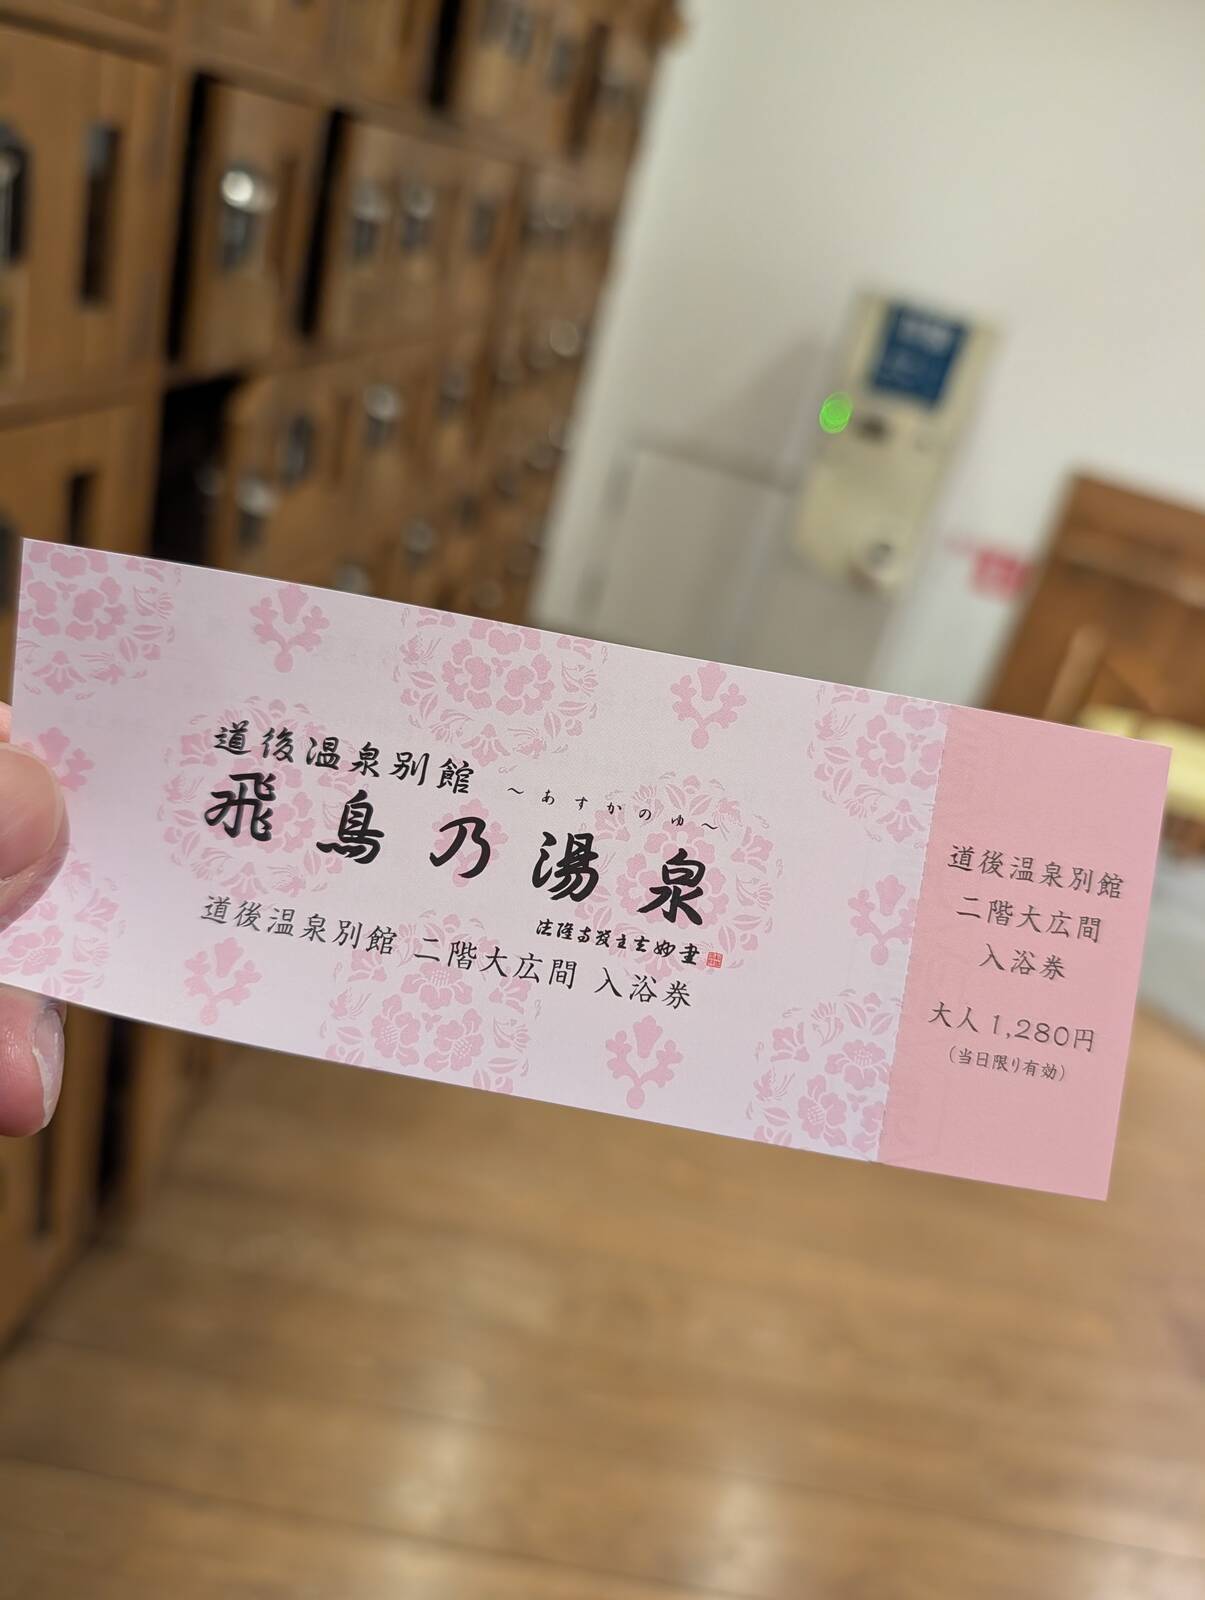 道後温泉別館
～あすかのゆ～
飛鳥乃湯泉
道後温泉別館 二階大広間 入浴券
道後温泉別館
二階大広間
入浴券
大人 1,280円
(当日限り有効)